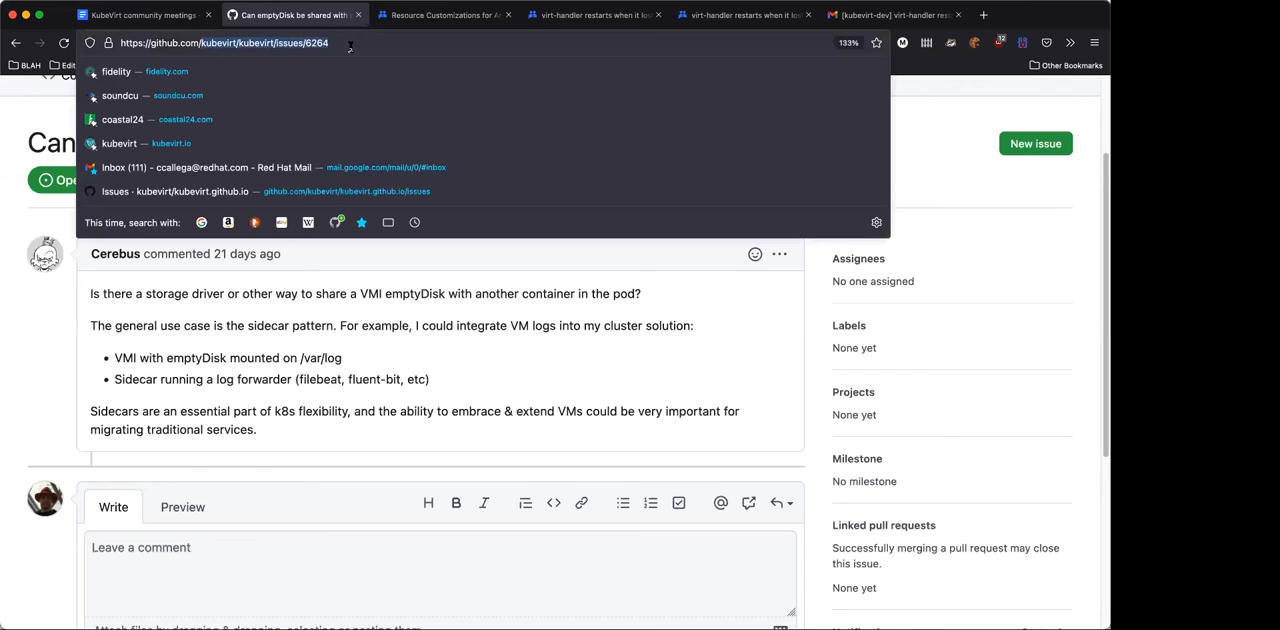 KubeVirt community meetings -
Can emptyDisk be shared with
Resource Customizations for A
virt-handler restarts when it los
virt-handler restarts when it los
[kubevirt-dev] virt-handler rest
https://github.com/kubevirt/kubevirt/issues/6264
133%
12
BLAH
Edit
Other Bookmarks
fidelity — fidelity.com
soundcu — soundcu.com
coastal24 — coastal24.com
kubevirt — kubevirt.io
Inbox (111) - ccallega@redhat.com - Red Hat Mail — mail.google.com/mail/u/0/#inbox
Issues · kubevirt/kubevirt.github.io — github.com/kubevirt/kubevirt.github.io/issues
This time, search with:
Can
New issue
Ope
Cerebus commented 21 days ago
Is there a storage driver or other way to share a VMI emptyDisk with another container in the pod?
The general use case is the sidecar pattern. For example, I could integrate VM logs into my cluster solution:
• VMI with emptyDisk mounted on /var/log
• Sidecar running a log forwarder (filebeat, fluent-bit, etc)
Sidecars are an essential part of k8s flexibility, and the ability to embrace & extend VMs could be very important for
migrating traditional services.
Assignees
No one assigned
Labels
None yet
Projects
None yet
Milestone
No milestone
Linked pull requests
Successfully merging a pull request may close
this issue.
None yet
Write
Preview
Leave a comment